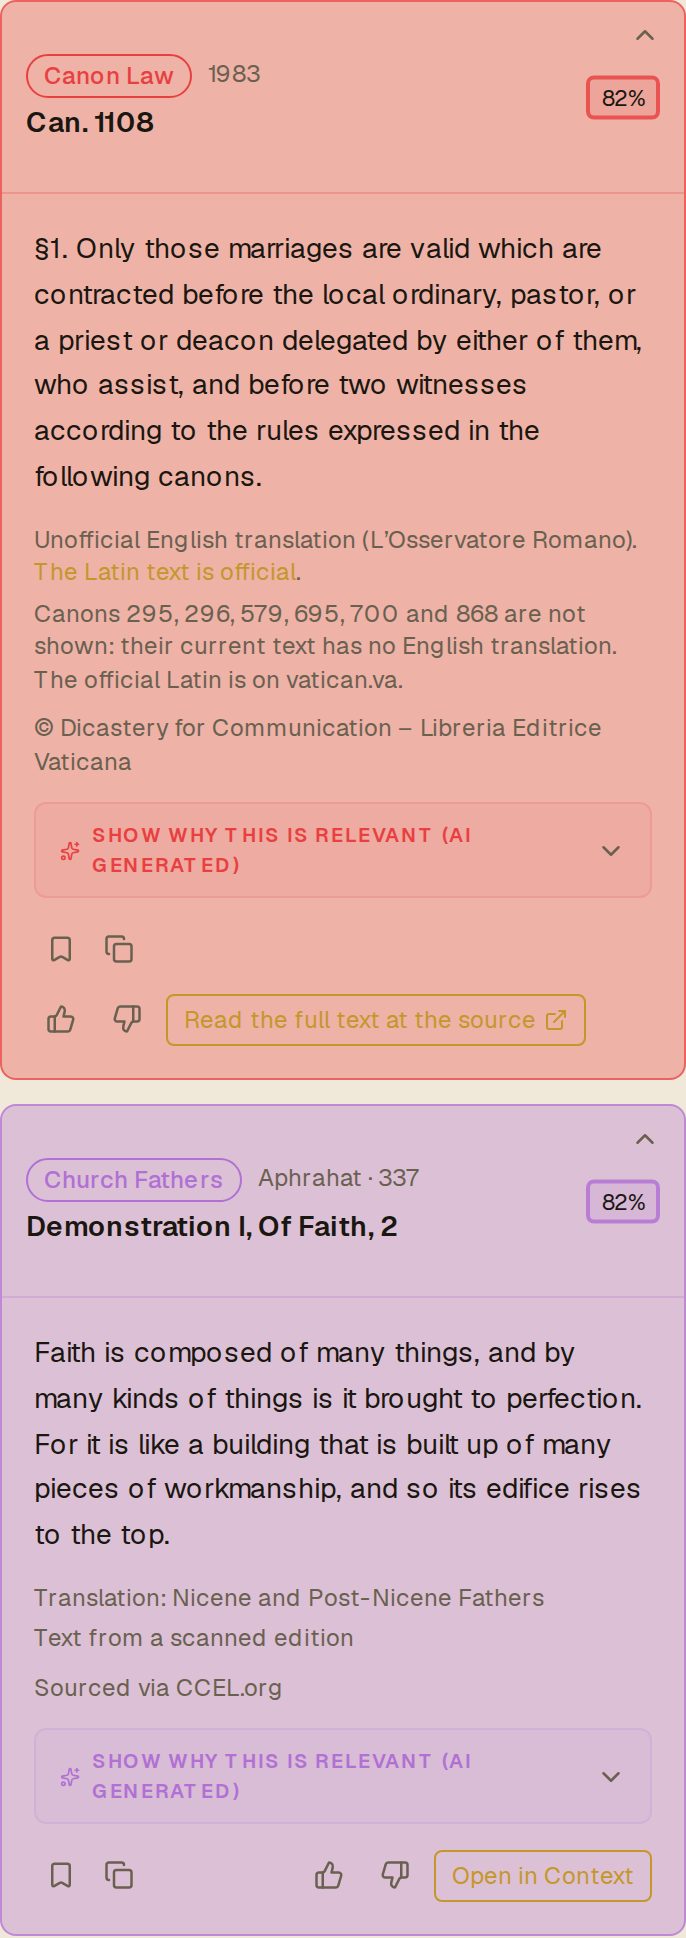 Canon Law 1983
82%
Can. 1108
§1. Only those marriages are valid which are
contracted before the local ordinary, pastor, or
a priest or deacon delegated by either of them,
who assist, and before two witnesses
according to the rules expressed in the
following canons.
Unofficial English translation (L’Osservatore Romano).
The Latin text is official.
Canons 295, 296, 579, 695, 700 and 868 are not
shown: their current text has no English translation.
The official Latin is on vatican.va.
© Dicastery for Communication – Libreria Editrice
Vaticana
SHOW WHY THIS IS RELEVANT (AI
GENERATED)
Read the full text at the source
Church Fathers Aphrahat · 337
82%
Demonstration I, Of Faith, 2
Faith is composed of many things, and by
many kinds of things is it brought to perfection.
For it is like a building that is built up of many
pieces of workmanship, and so its edifice rises
to the top.
Translation: Nicene and Post-Nicene Fathers
Text from a scanned edition
Sourced via CCEL.org
SHOW WHY THIS IS RELEVANT (AI
GENERATED)
Open in Context